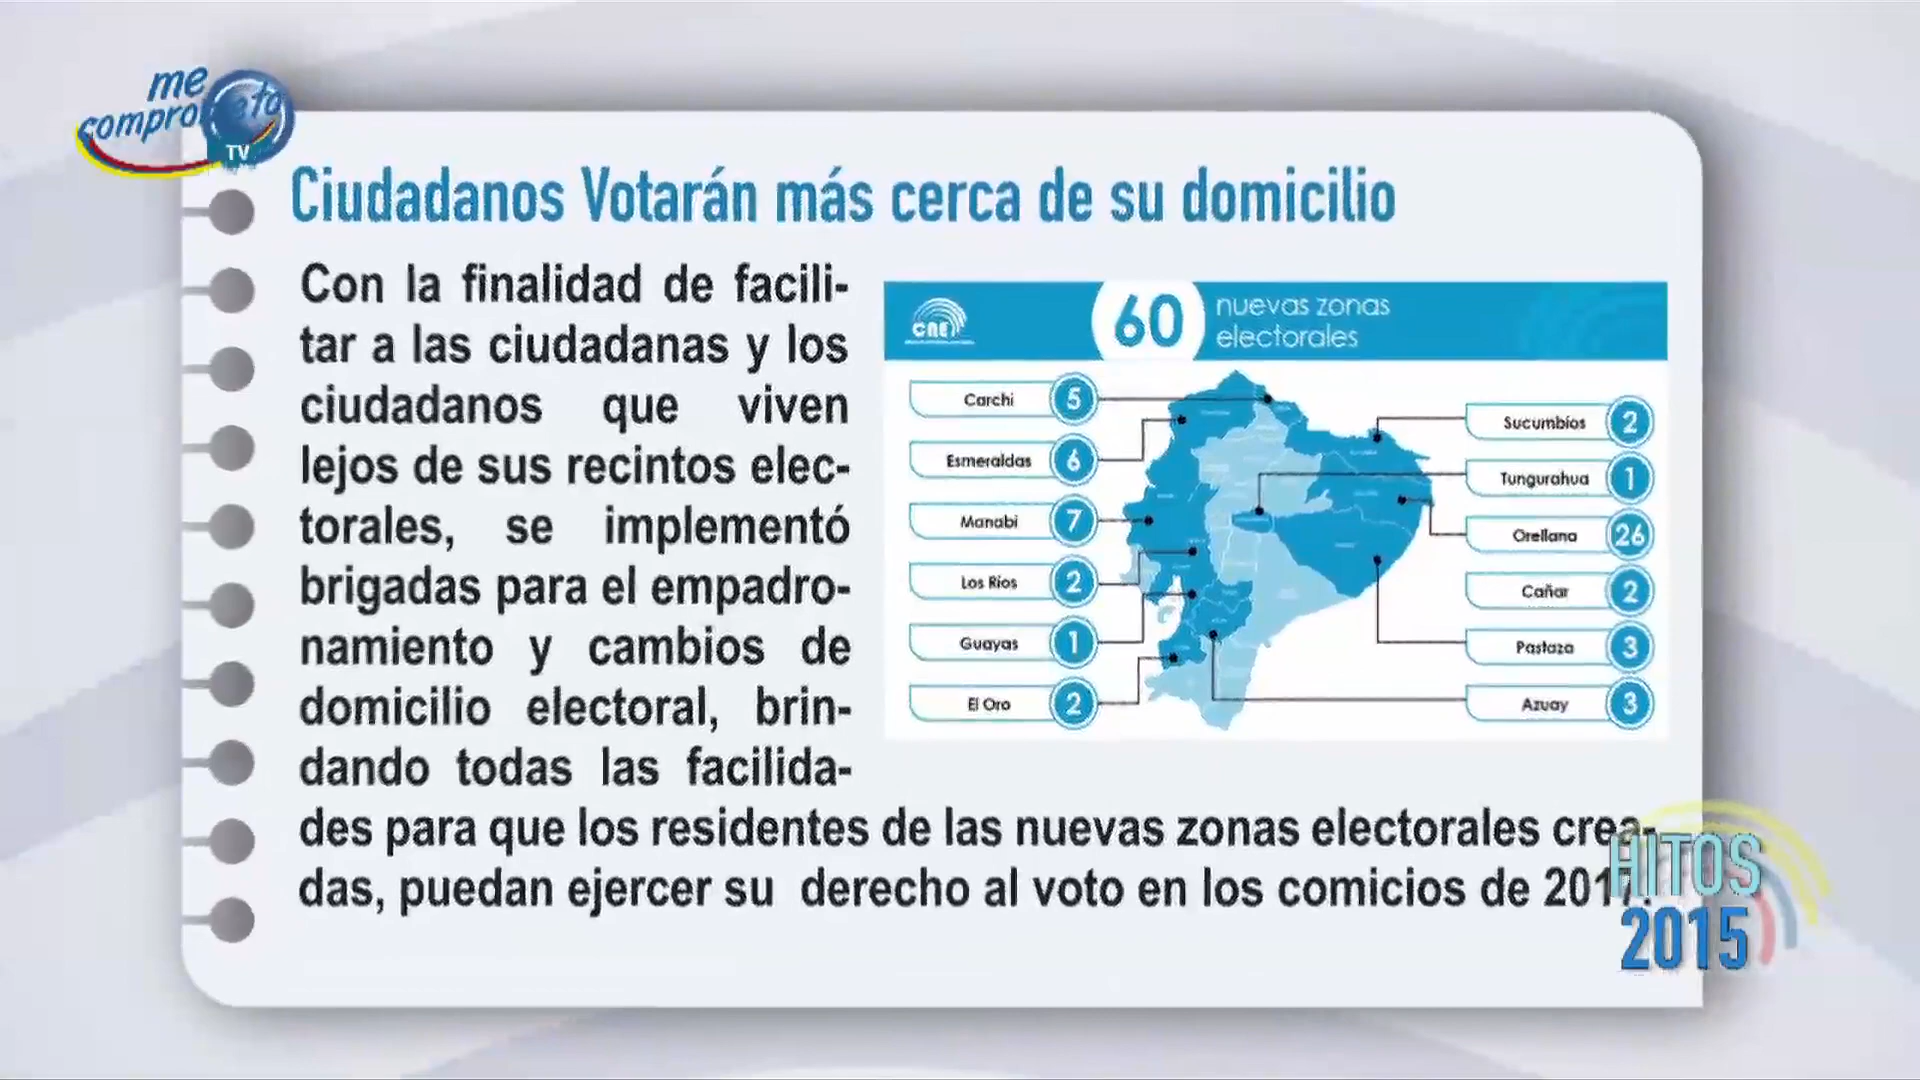 me
comprometo
TV
Ciudadanos Votarán más cerca de su domicilio
Con la finalidad de facili-
tar a las ciudadanas y los
ciudadanos que viven
lejos de sus recintos elec-
torales, se implementó
brigadas para el empadro-
namiento y cambios de
domicilio electoral, brin-
dando todas las facilida-
des para que los residentes de las nuevas zonas electorales crea-
das, puedan ejercer su derecho al voto en los comicios de 2017.
CNE
60
nuevas zonas
electorales
Carchi 5
Esmeraldas 6
Manabí 7
Los Ríos 2
Guayas 1
El Oro 2
Sucumbíos 2
Tungurahua 1
Orellana 26
Cañar 2
Pastaza 3
Azuay 3
HITOS
2015